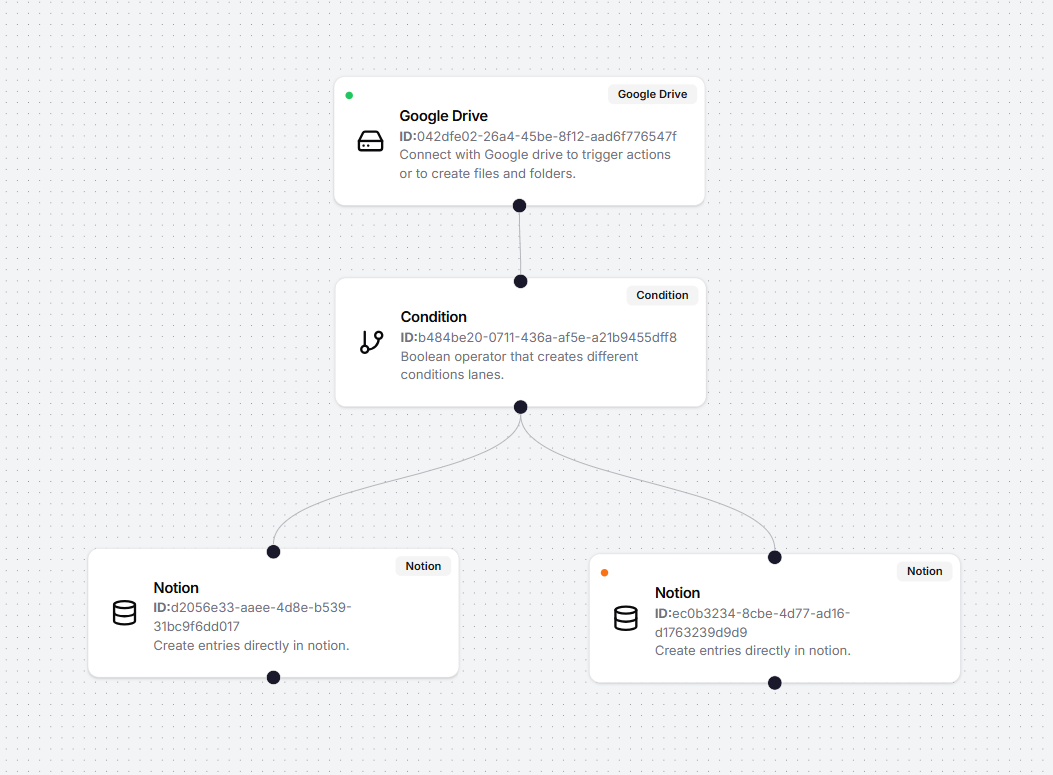 Google Drive
Google Drive
ID:042dfe02-26a4-45be-8f12-aad6f776547f
Connect with Google drive to trigger actions
or to create files and folders.
Condition
Condition
ID:b484be20-0711-436a-af5e-a21b9455dff8
Boolean operator that creates different
conditions lanes.
Notion
Notion
ID:d2056e33-aaee-4d8e-b539-
31bc9f6dd017
Create entries directly in notion.
Notion
Notion
ID:ec0b3234-8cbe-4d77-ad16-
d1763239d9d9
Create entries directly in notion.